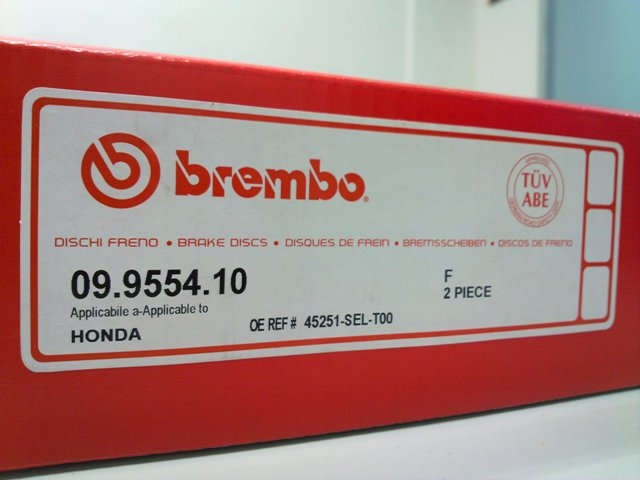 brembo
APPROVED
TÜV
ABE
DISCHI FRENO • BRAKE DISCS • DISQUES DE FREIN • BREMSSCHEIBEN • DISCOS DE FRENO
09.9554.10
F
2 PIECE
Applicabile a-Applicable to
HONDA
OE REF # 45251-SEL-T00